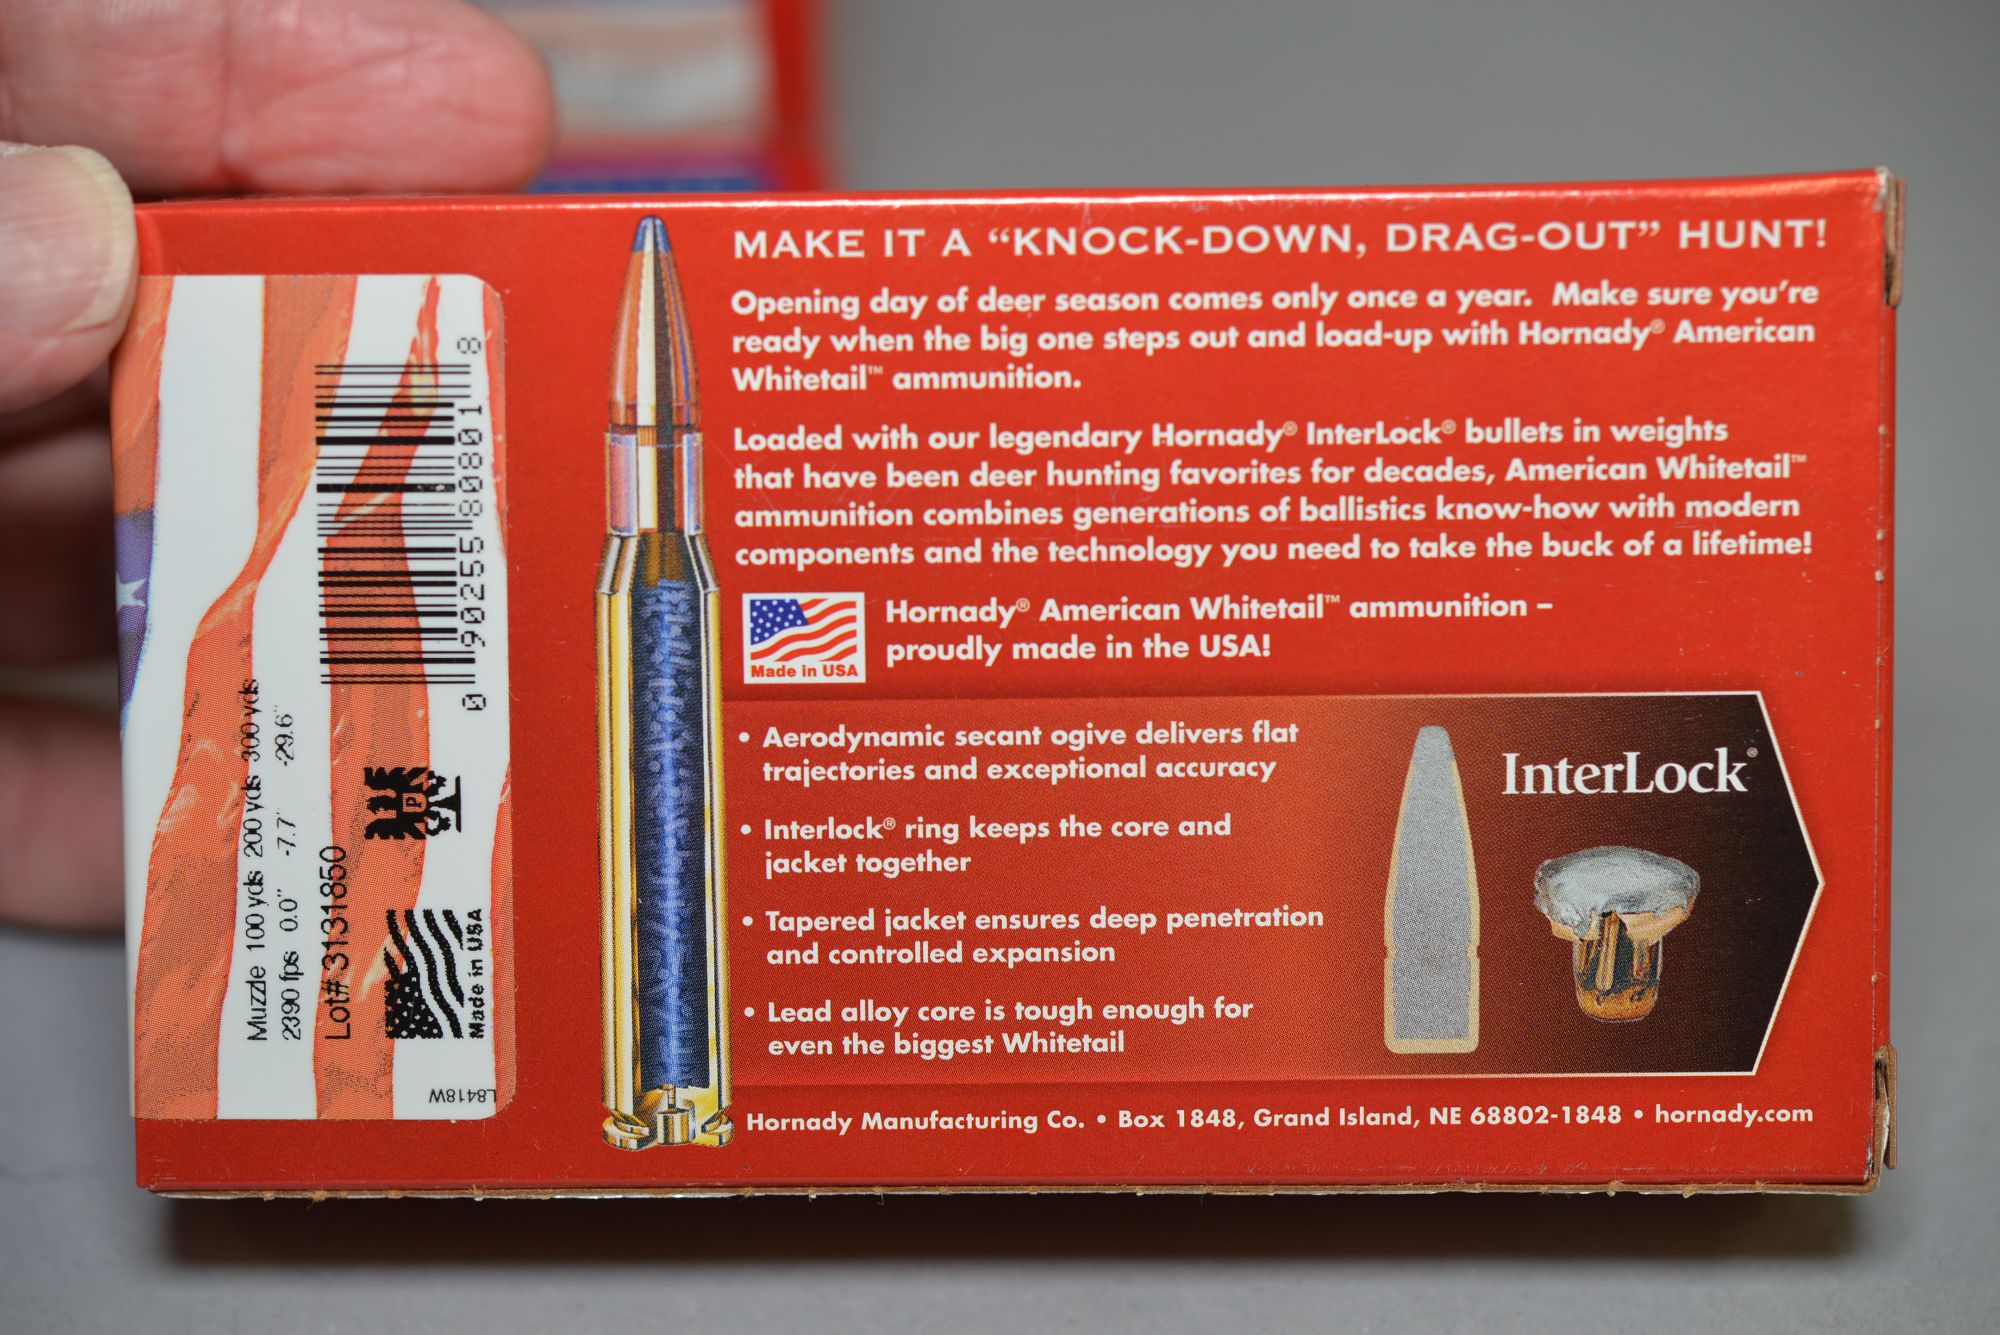 MAKE IT A “KNOCK-DOWN, DRAG-OUT” HUNT!
Opening day of deer season comes only once a year. Make sure you’re
ready when the big one steps out and load-up with Hornady® American
Whitetail™ ammunition.
Loaded with our legendary Hornady® InterLock® bullets in weights
that have been deer hunting favorites for decades, American Whitetail™
ammunition combines generations of ballistics know-how with modern
components and the technology you need to take the buck of a lifetime!
Made in USA
Hornady® American Whitetail™ ammunition –
proudly made in the USA!
• Aerodynamic secant ogive delivers flat
trajectories and exceptional accuracy
• Interlock® ring keeps the core and
jacket together
• Tapered jacket ensures deep penetration
and controlled expansion
• Lead alloy core is tough enough for
even the biggest Whitetail
InterLock®
Hornady Manufacturing Co. • Box 1848, Grand Island, NE 68802-1848 • hornady.com
Muzzle 100 yds 200 yds 300 yds
2390 fps 0.0" -7.7" -29.6"
Lot#3131850
0 90255 80801 8
PN
Made in USA
L8418W